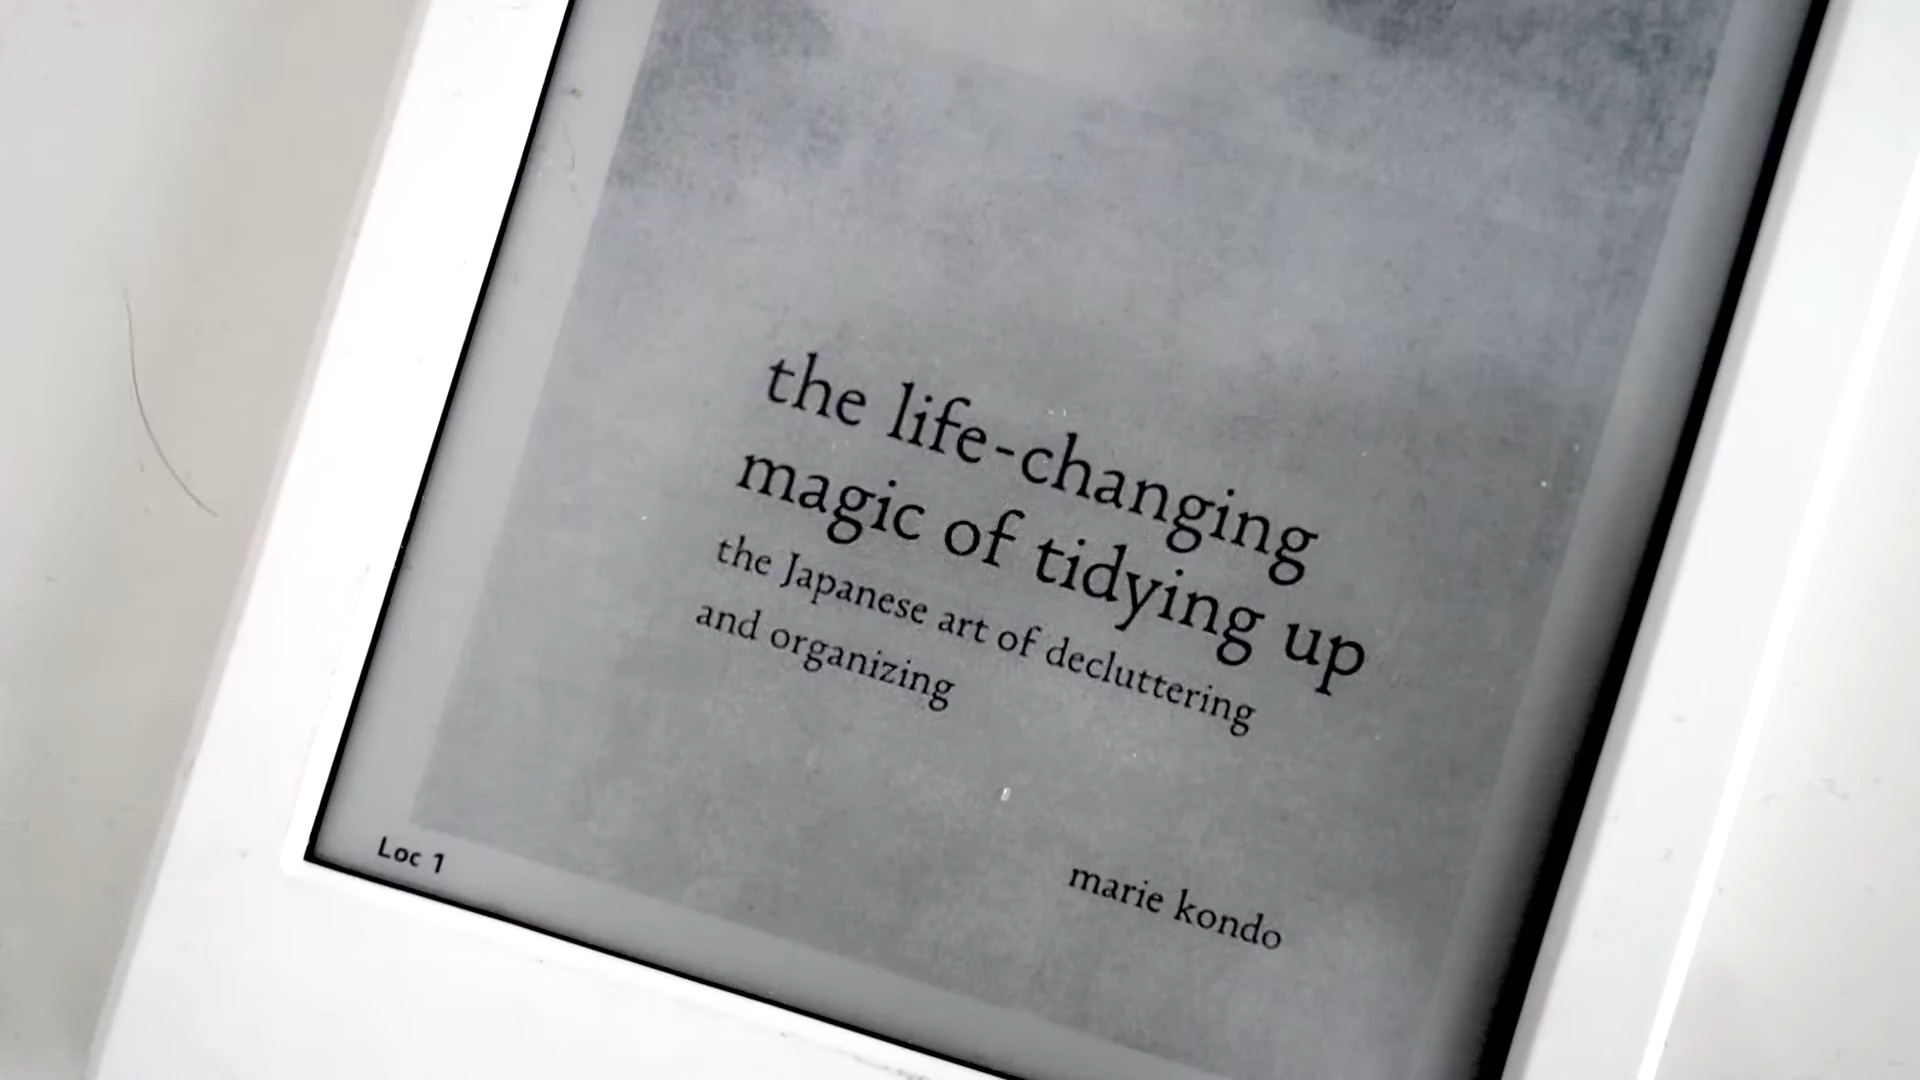 the life-changing
magic of tidying up
the Japanese art of decluttering
and organizing
marie kondo
Loc 1